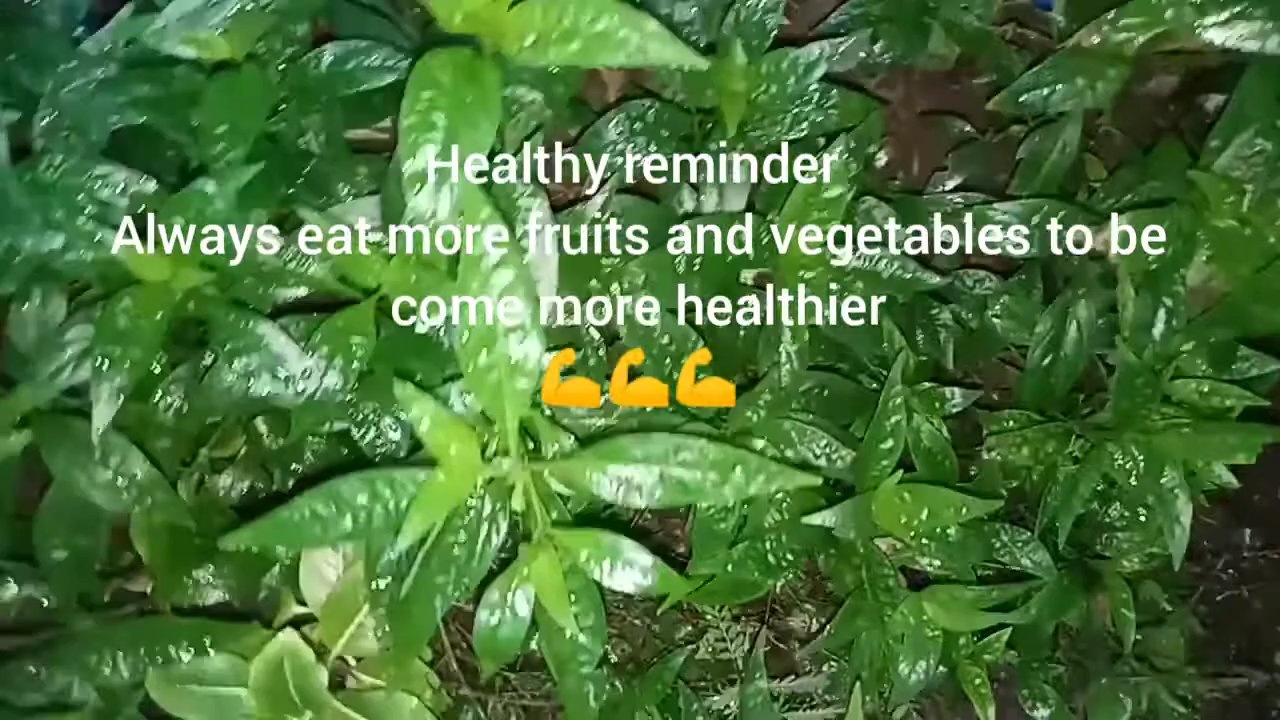 Healthy reminder
Always eat more fruits and vegetables to be
come more healthier
💪💪💪